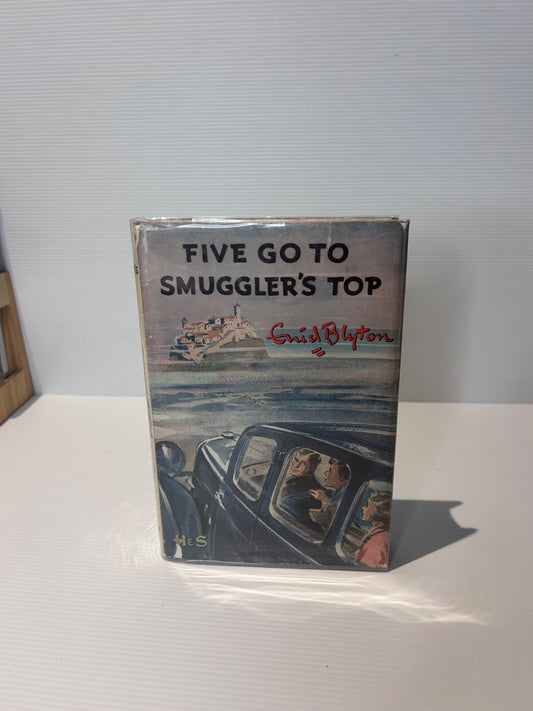 FIVE GO TO
SMUGGLER'S TOP
Enid Blyton
H & S